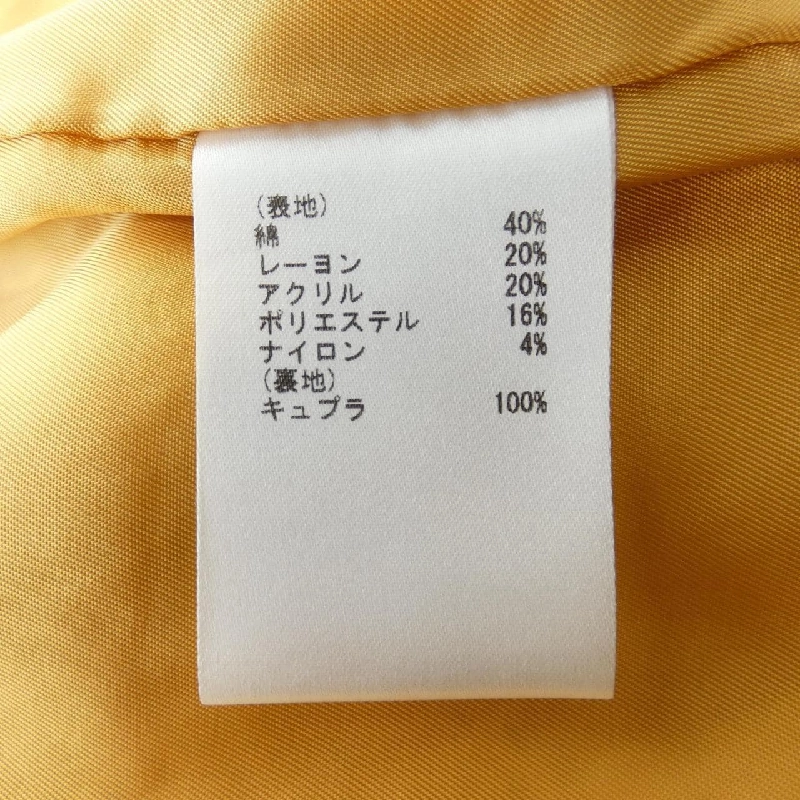 (表地)
綿 40%
レーヨン 20%
アクリル 20%
ポリエステル 16%
ナイロン 4%
(裏地)
キュプラ 100%